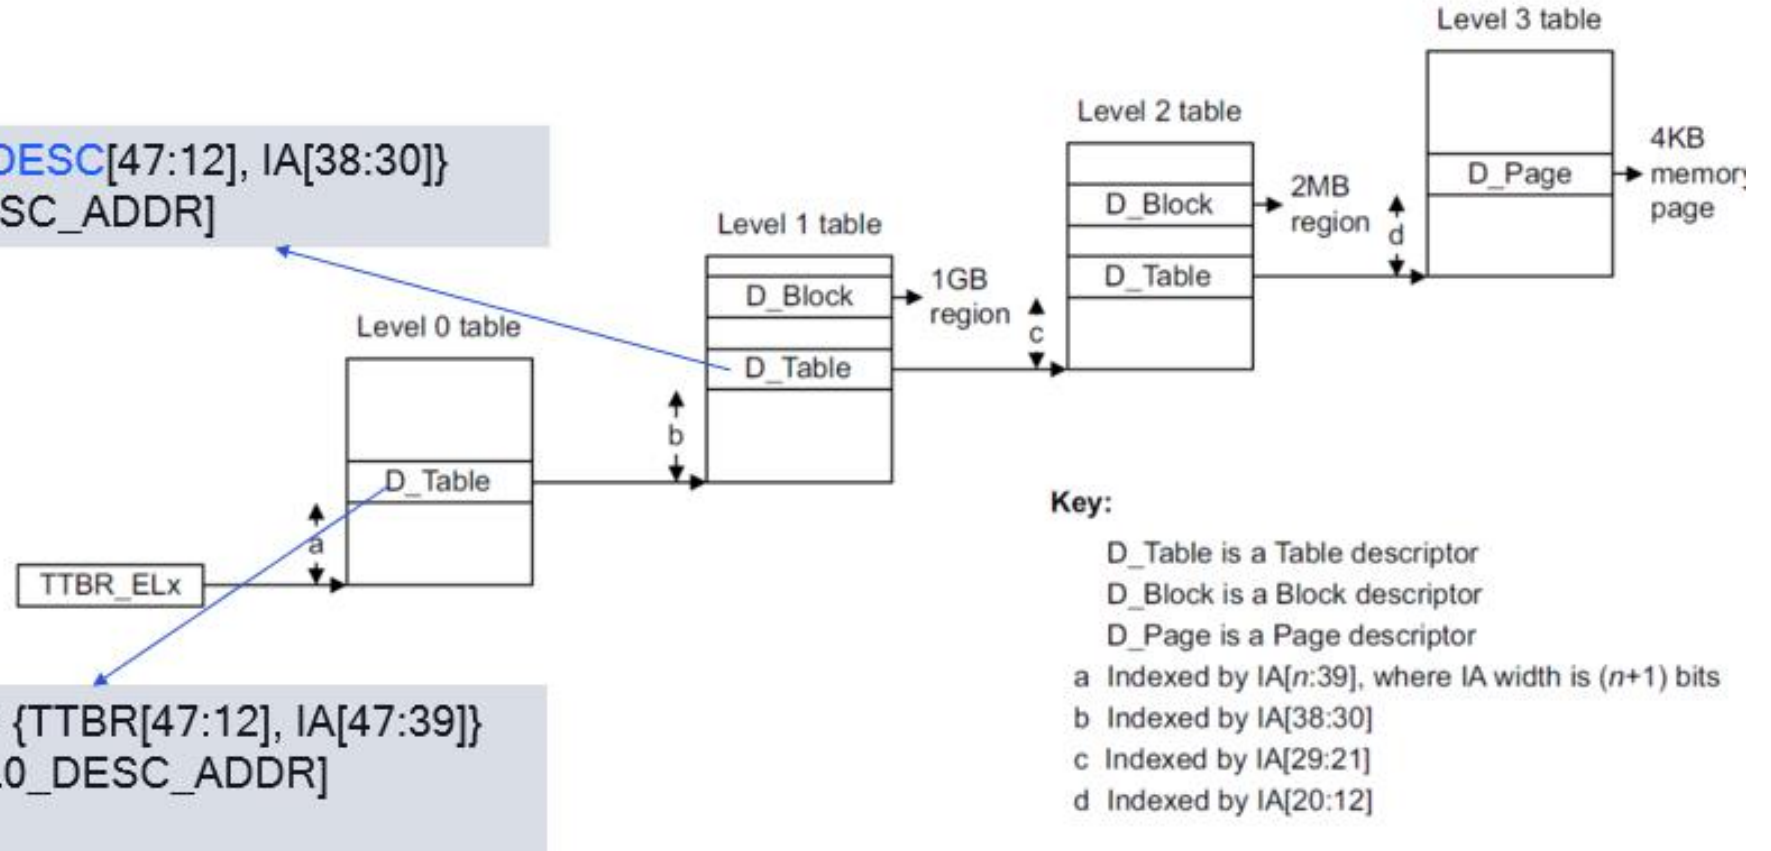 Level 3 table
Level 2 table
4KB
memory
page
D_Page
DESC[47:12], IA[38:30]}
SC_ADDR]
2MB
region
D_Block
d
Level 1 table
D_Table
1GB
region
D_Block
c
Level 0 table
D_Table
b
D_Table
a
TTBR_ELx
Key:
D_Table is a Table descriptor
D_Block is a Block descriptor
D_Page is a Page descriptor
a Indexed by IA[n:39], where IA width is (n+1) bits
b Indexed by IA[38:30]
c Indexed by IA[29:21]
d Indexed by IA[20:12]
{TTBR[47:12], IA[47:39]}
0_DESC_ADDR]